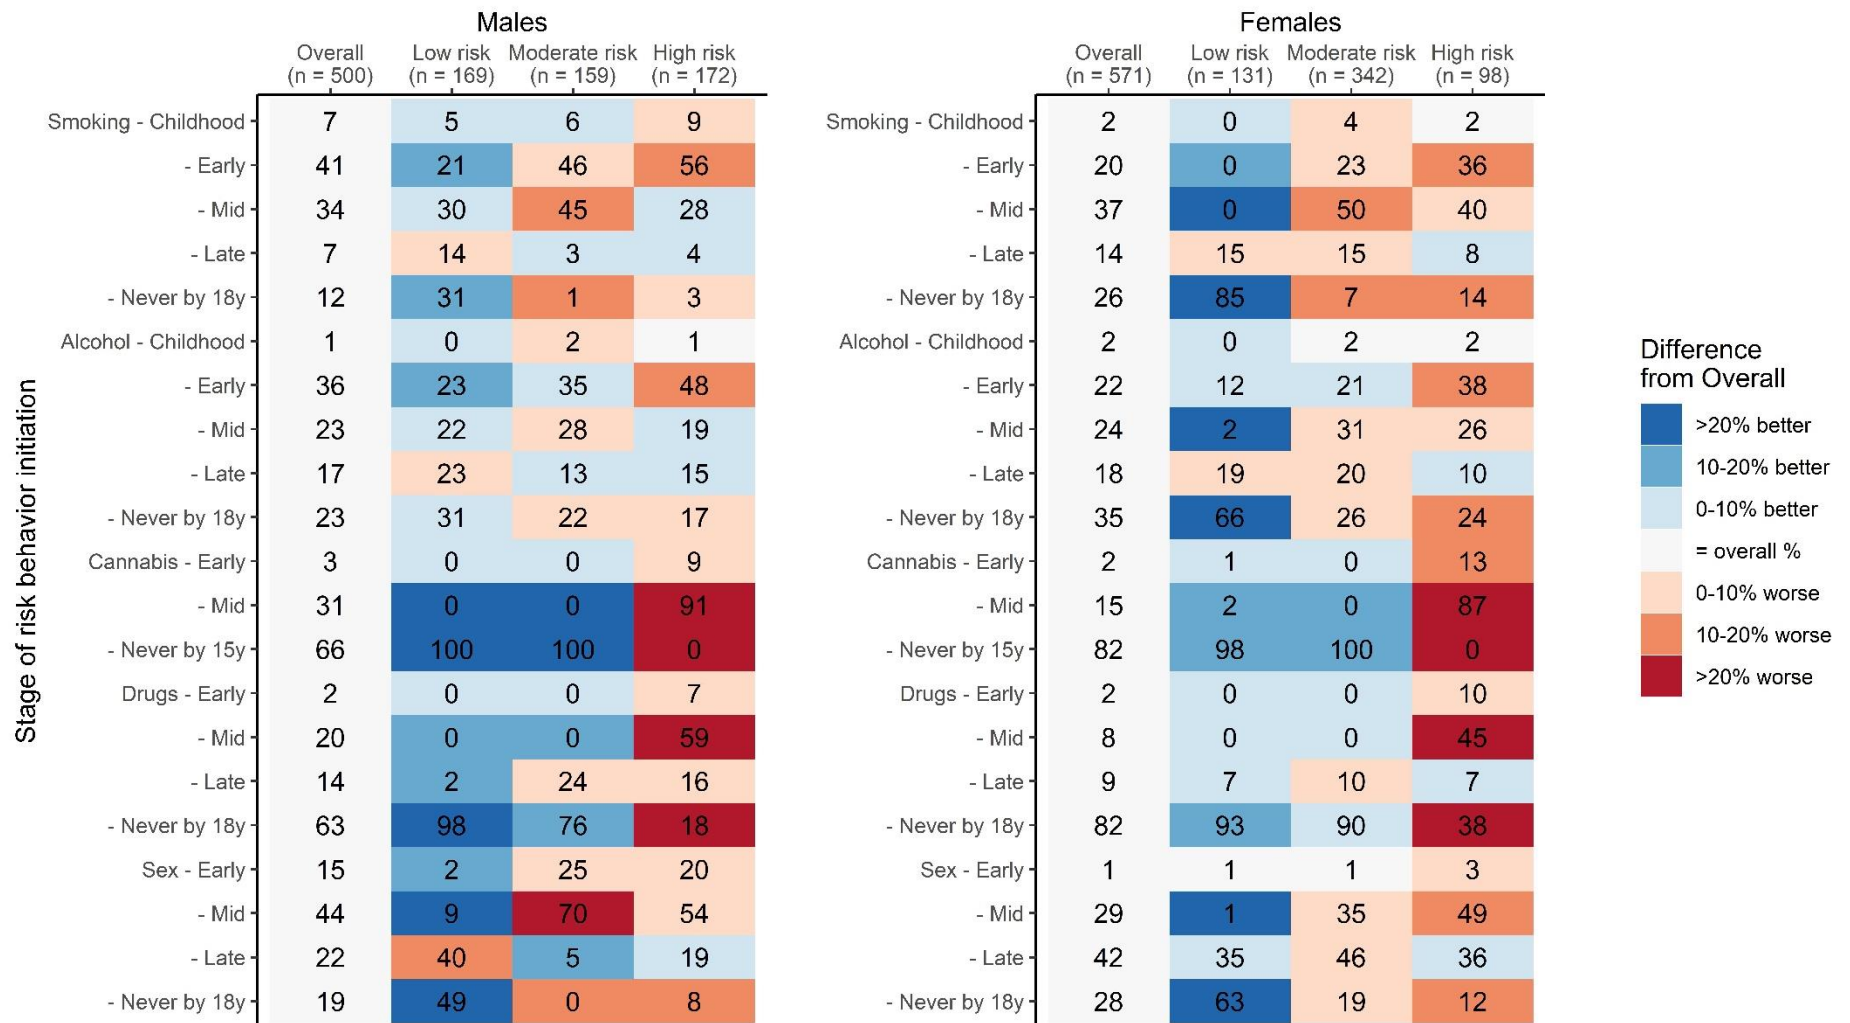 Males
Females
Overall Low risk Moderate risk High risk
(n = 500) (n = 169) (n = 159) (n = 172)
Overall Low risk Moderate risk High risk
(n = 571) (n = 131) (n = 342) (n = 98)
Stage of risk behavior initiation
Smoking - Childhood 7 5 6 9
- Early 41 21 46 56
- Mid 34 30 45 28
- Late 7 14 3 4
- Never by 18y 12 31 1 3
Alcohol - Childhood 1 0 2 1
- Early 36 23 35 48
- Mid 23 22 28 19
- Late 17 23 13 15
- Never by 18y 23 31 22 17
Cannabis - Early 3 0 0 9
- Mid 31 0 0 91
- Never by 15y 66 100 100 0
Drugs - Early 2 0 0 7
- Mid 20 0 0 59
- Late 14 2 24 16
- Never by 18y 63 98 76 18
Sex - Early 15 2 25 20
- Mid 44 9 70 54
- Late 22 40 5 19
- Never by 18y 19 49 0 8
Smoking - Childhood 2 0 4 2
- Early 20 0 23 36
- Mid 37 0 50 40
- Late 14 15 15 8
- Never by 18y 26 85 7 14
Alcohol - Childhood 2 0 2 2
- Early 22 12 21 38
- Mid 24 2 31 26
- Late 18 19 20 10
- Never by 18y 35 66 26 24
Cannabis - Early 2 1 0 13
- Mid 15 2 0 87
- Never by 15y 82 98 100 0
Drugs - Early 2 0 0 10
- Mid 8 0 0 45
- Late 9 7 10 7
- Never by 18y 82 93 90 38
Sex - Early 1 1 1 3
- Mid 29 1 35 49
- Late 42 35 46 36
- Never by 18y 28 63 19 12
Difference
from Overall
>20% better
10-20% better
0-10% better
= overall %
0-10% worse
10-20% worse
>20% worse